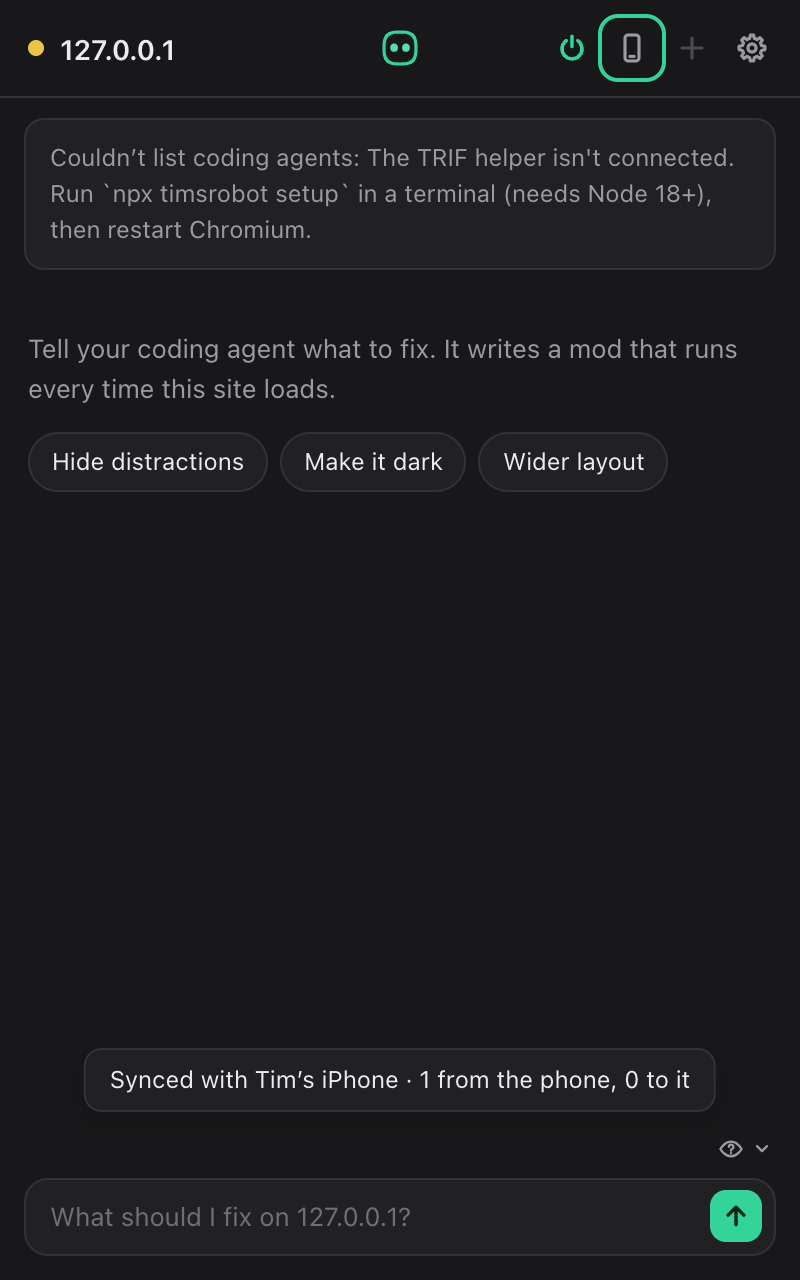 127.0.0.1
Couldn’t list coding agents: The TRIF helper isn't connected.
Run `npx timsrobot setup` in a terminal (needs Node 18+),
then restart Chromium.
Tell your coding agent what to fix. It writes a mod that runs
every time this site loads.
Hide distractions
Make it dark
Wider layout
Synced with Tim’s iPhone · 1 from the phone, 0 to it
What should I fix on 127.0.0.1?